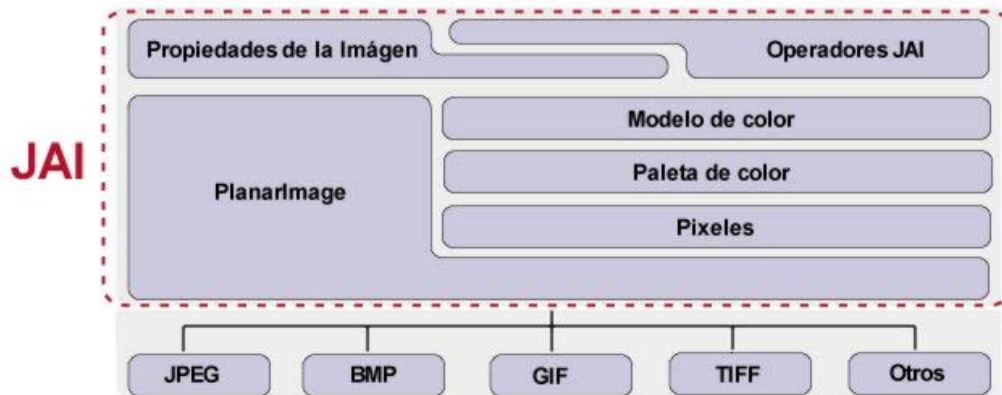 Propiedades de la Imágen
Operadores JAI
JAI
PlanarImage
Modelo de color
Paleta de color
Pixeles
JPEG
BMP
GIF
TIFF
Otros